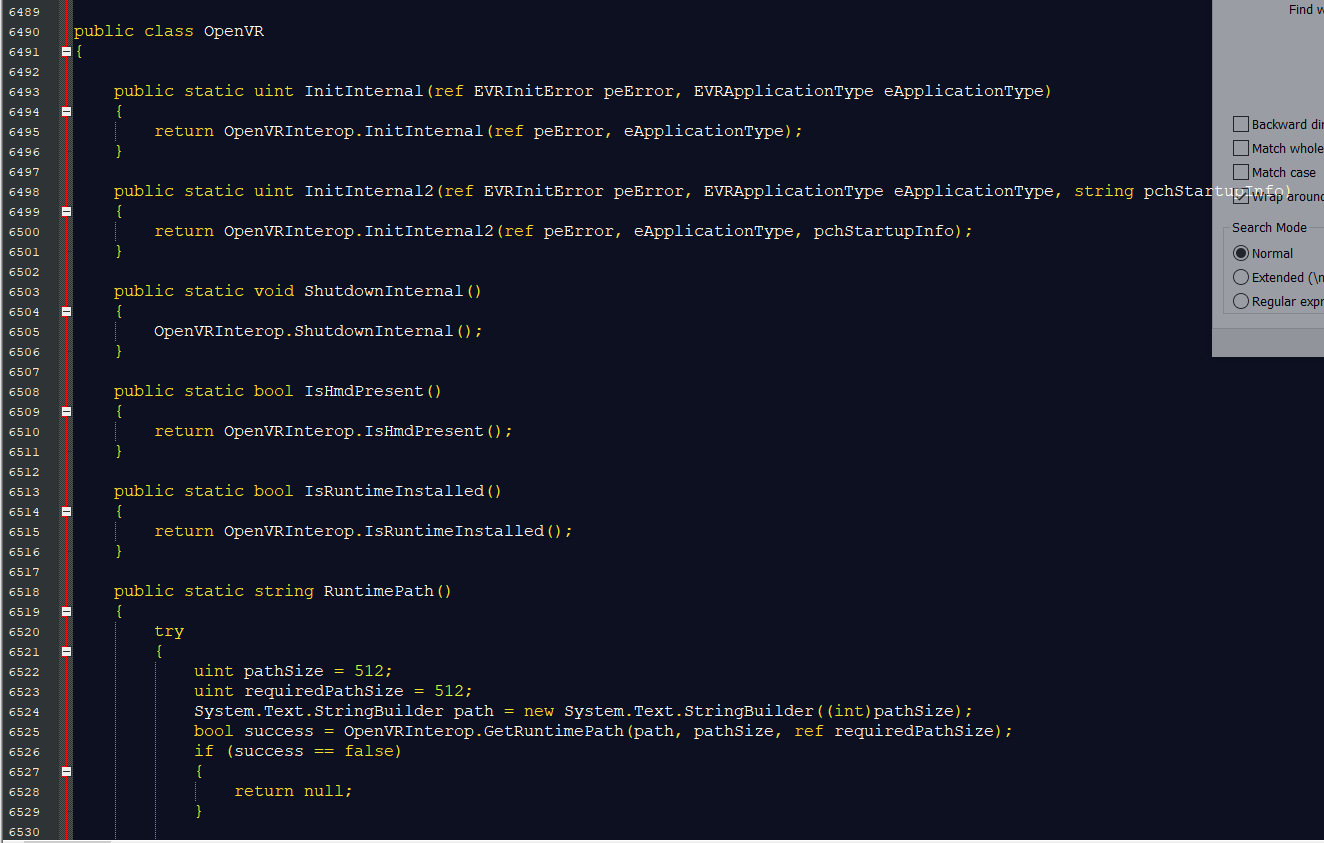 6489
6490 public class OpenVR
6491 {
6492
6493 public static uint InitInternal(ref EVRInitError peError, EVRApplicationType eApplicationType)
6494 {
6495 return OpenVRInterop.InitInternal(ref peError, eApplicationType);
6496 }
6497
6498 public static uint InitInternal2(ref EVRInitError peError, EVRApplicationType eApplicationType, string pchStartupInfo)
6499 {
6500 return OpenVRInterop.InitInternal2(ref peError, eApplicationType, pchStartupInfo);
6501 }
6502
6503 public static void ShutdownInternal()
6504 {
6505 OpenVRInterop.ShutdownInternal();
6506 }
6507
6508 public static bool IsHmdPresent()
6509 {
6510 return OpenVRInterop.IsHmdPresent();
6511 }
6512
6513 public static bool IsRuntimeInstalled()
6514 {
6515 return OpenVRInterop.IsRuntimeInstalled();
6516 }
6517
6518 public static string RuntimePath()
6519 {
6520 try
6521 {
6522 uint pathSize = 512;
6523 uint requiredPathSize = 512;
6524 System.Text.StringBuilder path = new System.Text.StringBuilder((int)pathSize);
6525 bool success = OpenVRInterop.GetRuntimePath(path, pathSize, ref requiredPathSize);
6526 if (success == false)
6527 {
6528 return null;
6529 }
6530
Find w
Backward dir
Match whole
Match case
Wrap around
Search Mode
Normal
Extended (\n
Regular expr